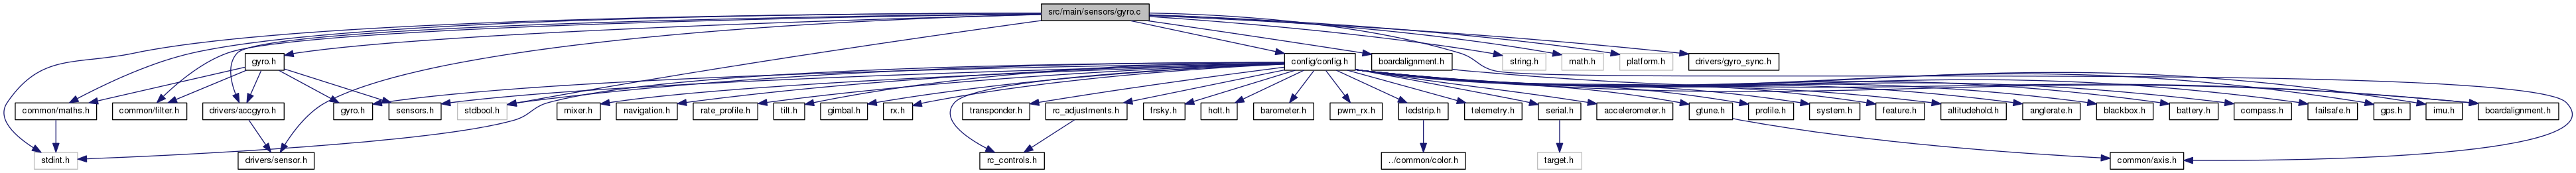 src/main/sensors/gyro.c
gyro.h
config/config.h
boardalignment.h
string.h
math.h
platform.h
drivers/gyro_sync.h
common/maths.h
common/filter.h
drivers/accgyro.h
gyro.h
sensors.h
stdbool.h
mixer.h
navigation.h
rate_profile.h
tilt.h
gimbal.h
rx.h
transponder.h
rc_adjustments.h
frsky.h
hott.h
barometer.h
pwm_rx.h
ledstrip.h
telemetry.h
serial.h
accelerometer.h
gtune.h
profile.h
system.h
feature.h
altitudehold.h
anglerate.h
blackbox.h
battery.h
compass.h
failsafe.h
gps.h
imu.h
boardalignment.h
stdint.h
drivers/sensor.h
rc_controls.h
../common/color.h
target.h
common/axis.h